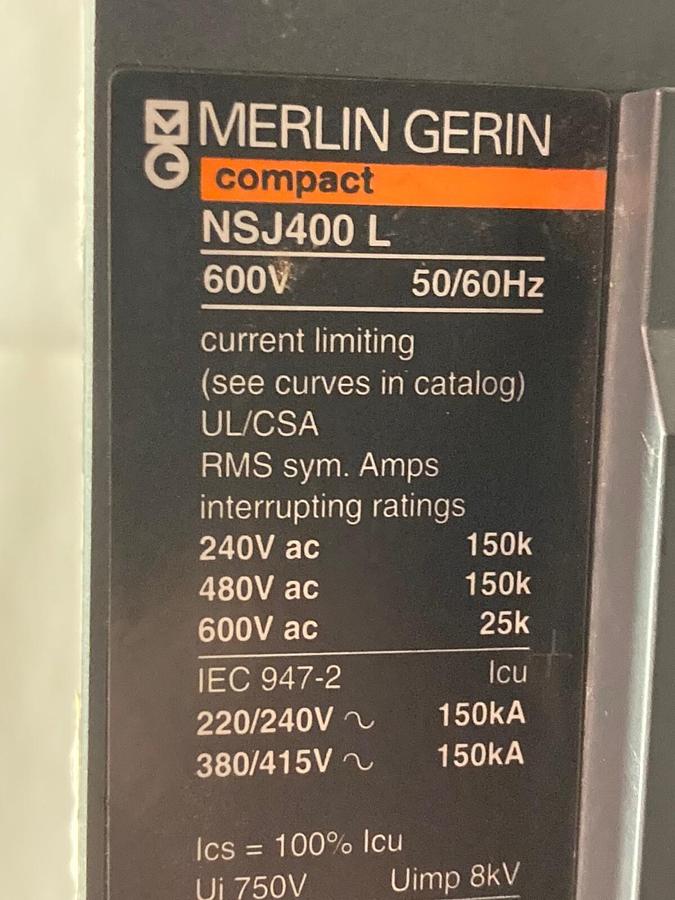 MG MERLIN GERIN
compact
NSJ400 L
600V 50/60Hz
current limiting
(see curves in catalog)
UL/CSA
RMS sym. Amps
interrupting ratings
240V ac 150k
480V ac 150k
600V ac 25k
IEC 947-2 Icu
220/240V ~ 150kA
380/415V ~ 150kA
Ics = 100% Icu
Ui 750V Uimp 8kV